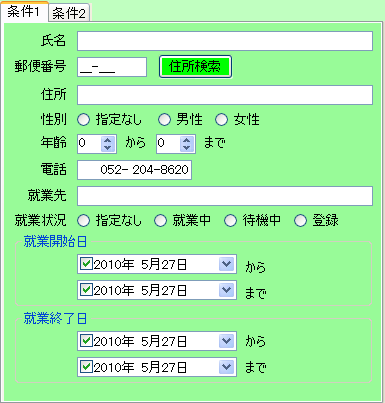 条件1 条件2
氏名
郵便番号 __-___ 住所検索
住所
性別 指定なし 男性 女性
年齢 0 から 0 まで
電話 052- 204-8620
就業先
就業状況 指定なし 就業中 待機中 登録
就業開始日
2010年 5月27日 から
2010年 5月27日 まで
就業終了日
2010年 5月27日 から
2010年 5月27日 まで